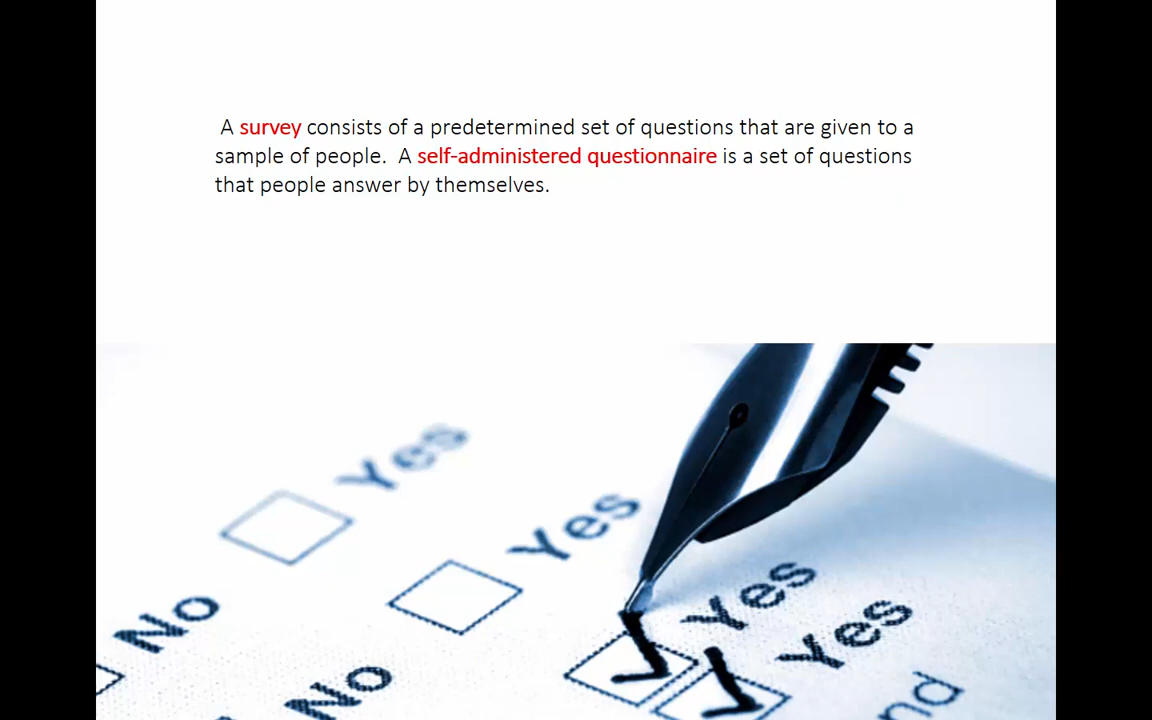 A survey consists of a predetermined set of questions that are given to a
sample of people.  A self-administered questionnaire is a set of questions
that people answer by themselves.
Yes
Yes
No
Yes
Yes
No
nd